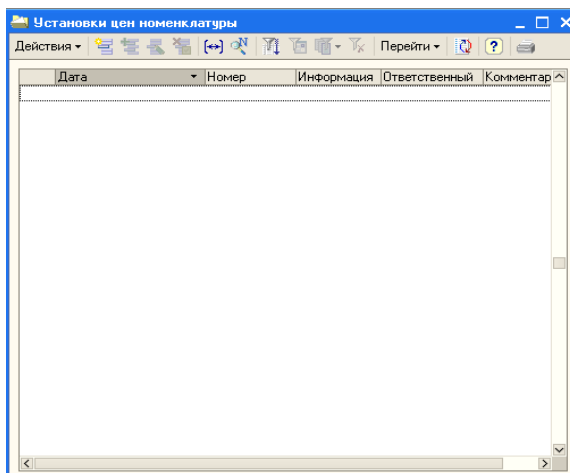 Установки цен номенклатуры
Действия Перейти
Дата Номер Информация Ответственный Комментар